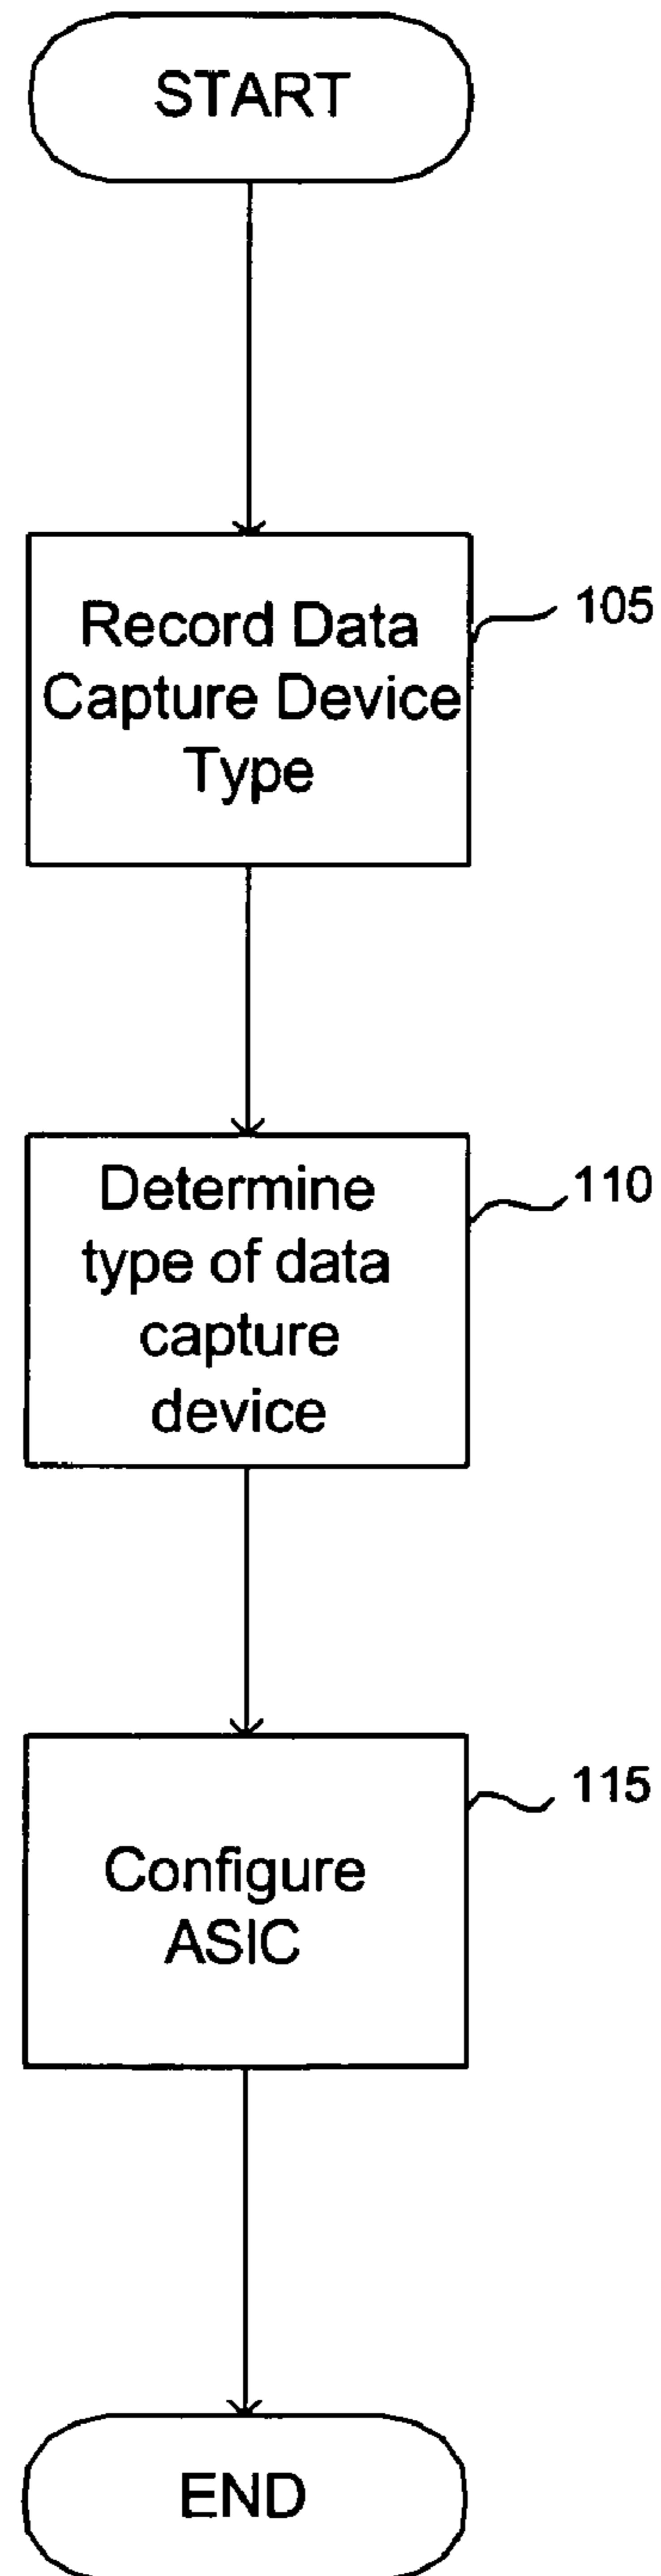 START
Record Data
Capture Device
Type
105
Determine
type of data
capture
device
110
Configure
ASIC
115
END